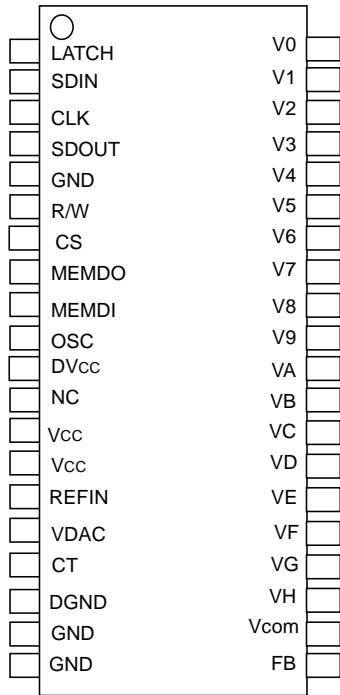 LATCH V0
SDIN V1
CLK V2
SDOUT V3
GND V4
R/W V5
CS V6
MEMDO V7
MEMDI V8
OSC V9
DVCC VA
NC VB
VCC VC
VCC VD
REFIN VE
VDAC VF
CT VG
DGND VH
GND Vcom
GND FB